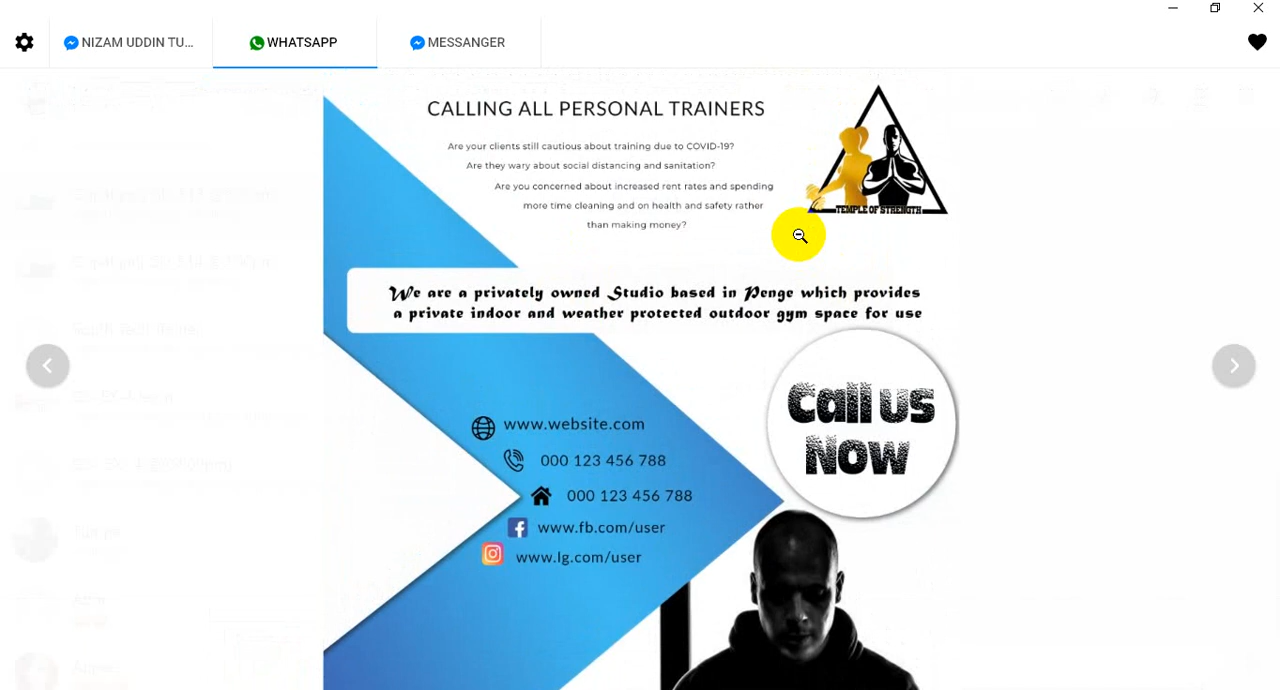 NIZAM UDDIN TU...
WHATSAPP
MESSANGER
CALLING ALL PERSONAL TRAINERS
Are your clients still cautious about training due to COVID-19?
Are they wary about social distancing and sanitation?
Are you concerned about increased rent rates and spending
more time cleaning and on health and safety rather
than making money?
TEMPLE OF STRENGTH
We are a privately owned Studio based in Penge which provides
a private indoor and weather protected outdoor gym space for use
Call us
Now
www.website.com
000 123 456 788
000 123 456 788
www.fb.com/user
www.Ig.com/user